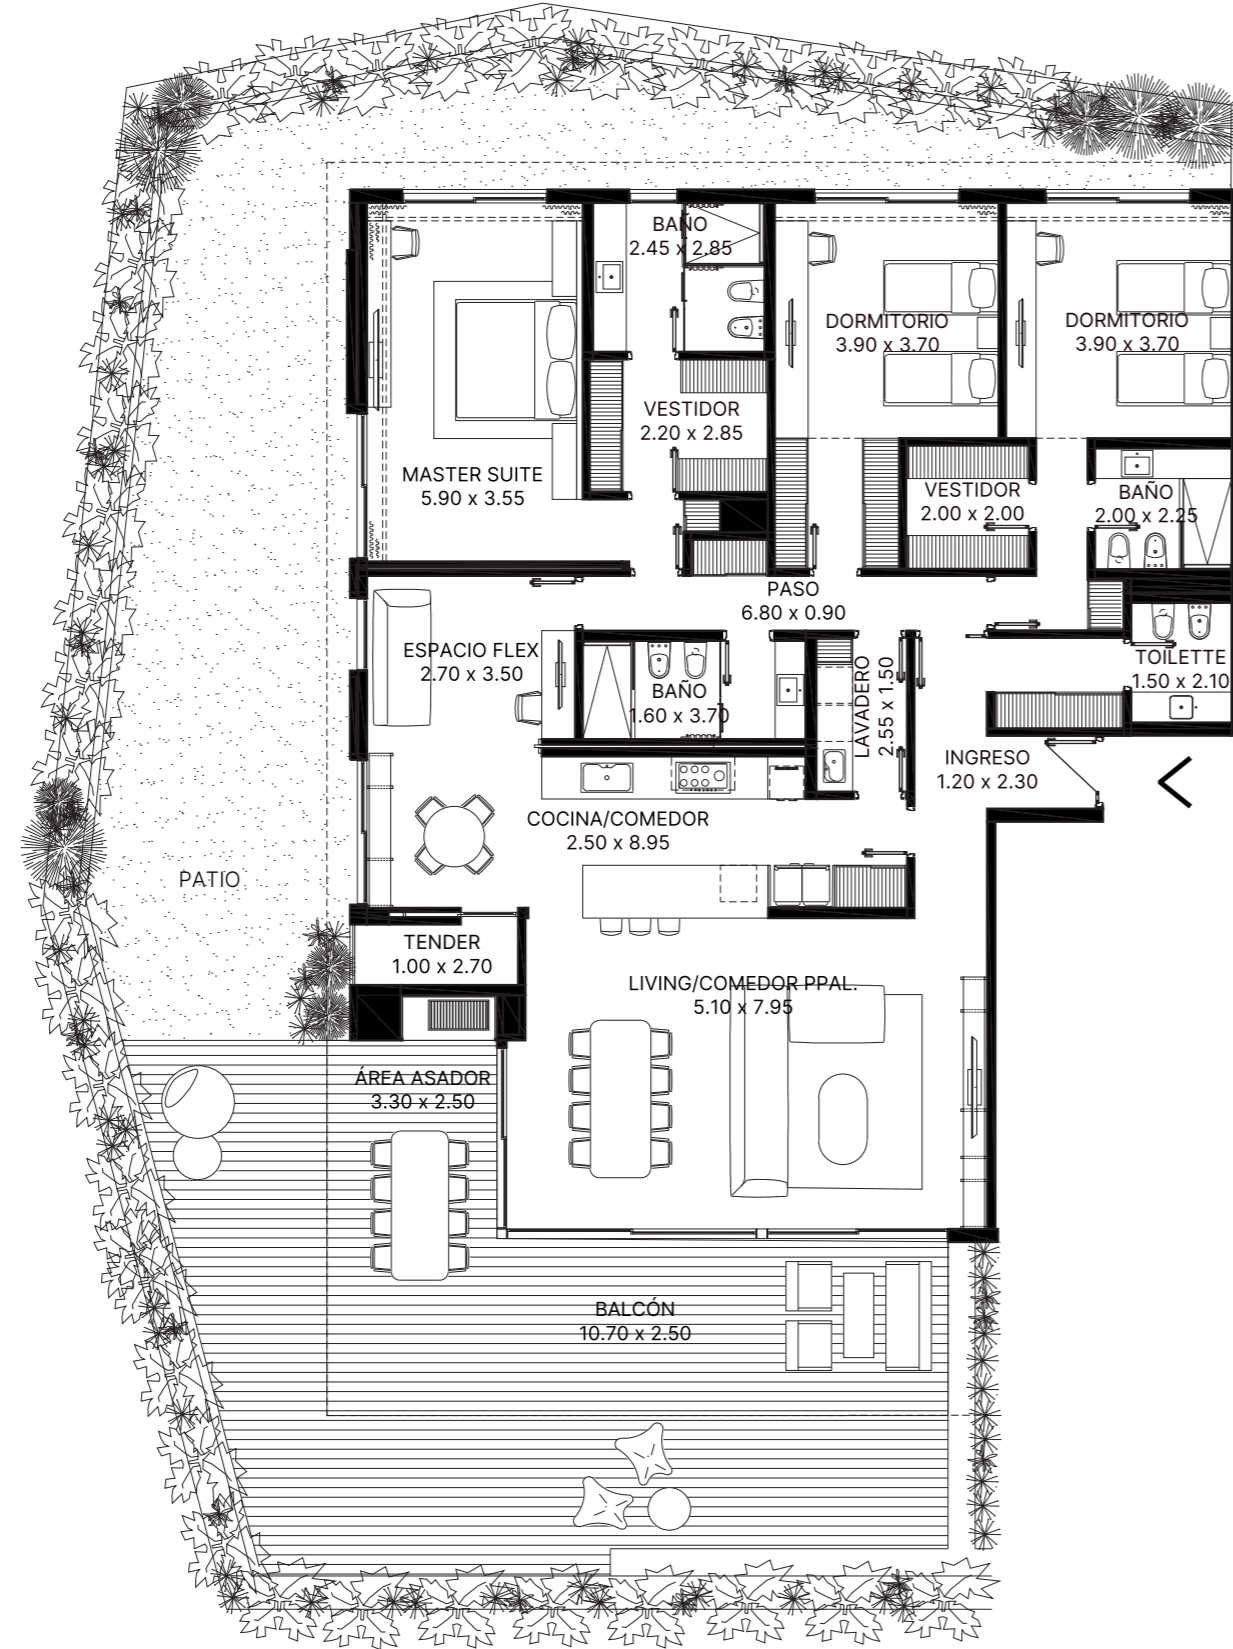 BAÑO
2.45 x 2.85
DORMITORIO
3.90 x 3.70
DORMITORIO
3.90 x 3.70
VESTIDOR
2.20 x 2.85
MASTER SUITE
5.90 x 3.55
VESTIDOR
2.00 x 2.00
BAÑO
2.00 x 2.25
PASO
6.80 x 0.90
ESPACIO FLEX
2.70 x 3.50
BAÑO
1.60 x 3.70
LAVADERO
2.55 x 1.50
TOILETTE
1.50 x 2.10
INGRESO
1.20 x 2.30
COCINA/COMEDOR
2.50 x 8.95
PATIO
TENDER
1.00 x 2.70
LIVING/COMEDOR PPAL.
5.10 x 7.95
ÁREA ASADOR
3.30 x 2.50
BALCÓN
10.70 x 2.50